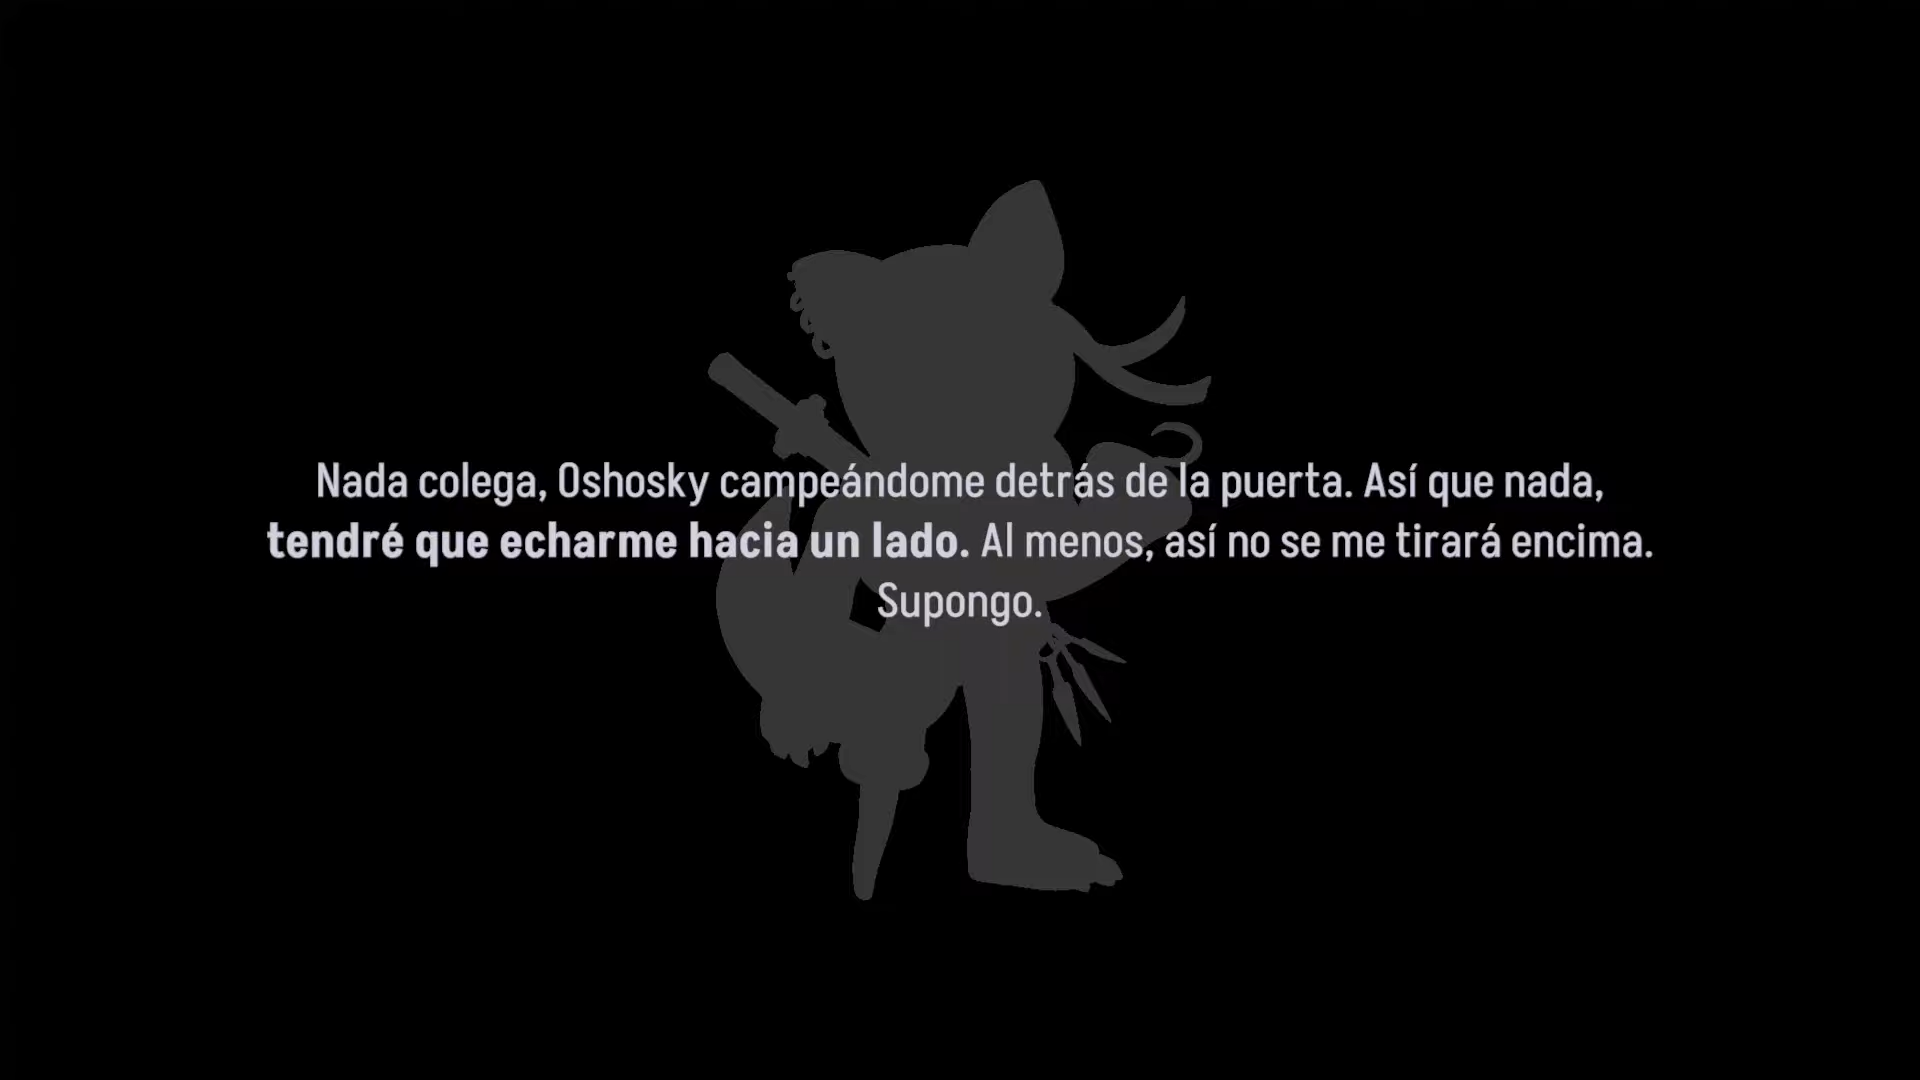 Nada colega, Oshosky campeándome detrás de la puerta. Así que nada,
tendré que echarme hacia un lado. Al menos, así no se me tirará encima.
Supongo.